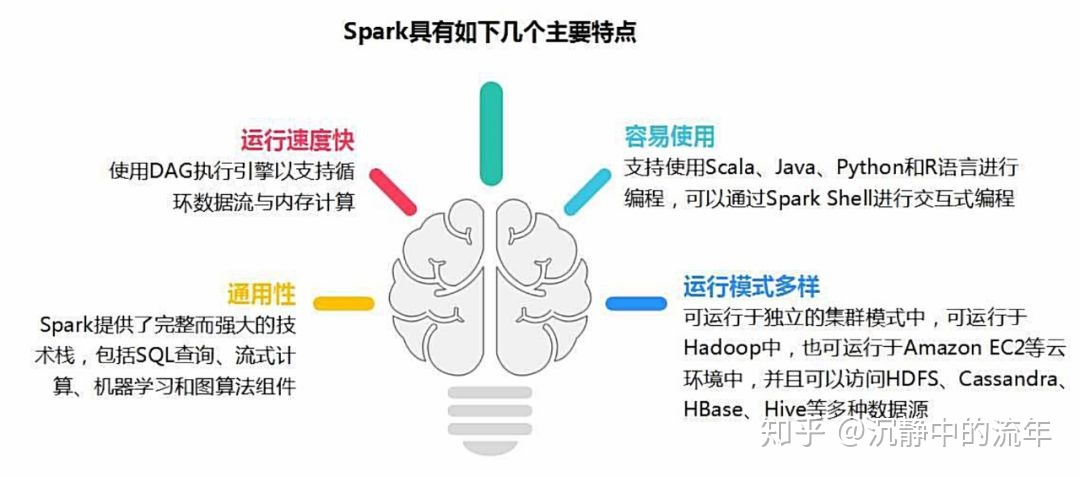 Spark具有如下几个主要特点
运行速度快
使用DAG执行引擎以支持循
环数据流与内存计算
容易使用
支持使用Scala、Java、Python和R语言进行
编程，可以通过Spark Shell进行交互式编程
通用性
Spark提供了完整而强大的技
术栈，包括SQL查询、流式计
算、机器学习和图算法组件
运行模式多样
可运行于独立的集群模式中，可运行于
Hadoop中，也可运行于Amazon EC2等云
环境中，并且可以访问HDFS、Cassandra、
HBase、Hive等多种数据源
知乎 @沉静中的流年